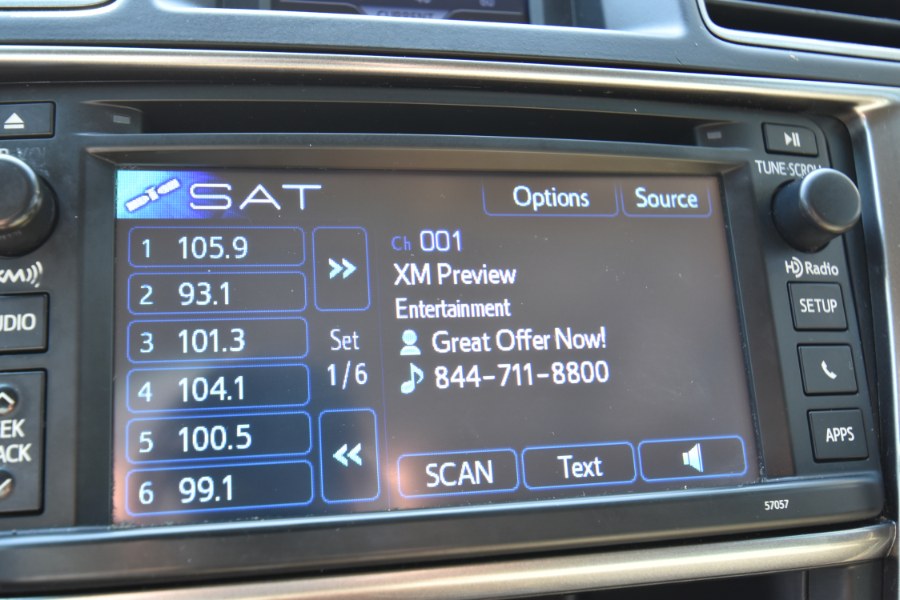 CURRENT
SAT
Options
Source
1 105.9
2 93.1
3 101.3
4 104.1
5 100.5
6 99.1
Set
1/6
Ch 001
XM Preview
Entertainment
Great Offer Now!
844-711-8800
SCAN
Text
TUNE·SCROLL
HD Radio
SETUP
APPS
57057